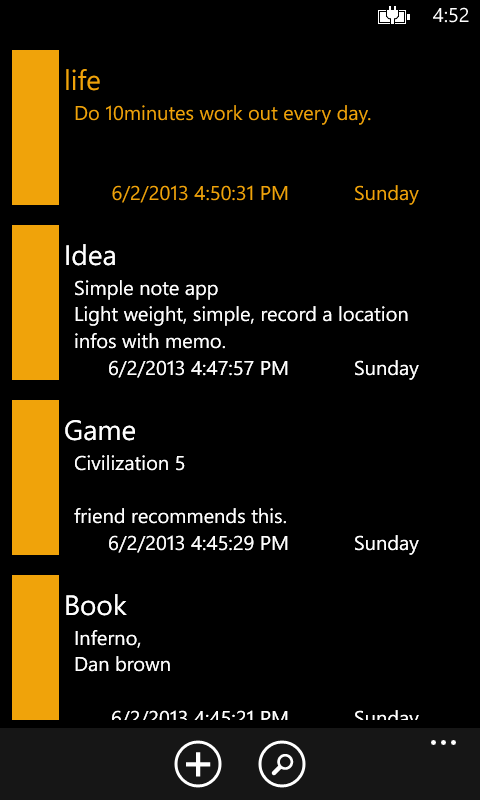 4:52
life
Do 10minutes work out every day.
6/2/2013 4:50:31 PM Sunday
Idea
Simple note app
Light weight, simple, record a location
infos with memo.
6/2/2013 4:47:57 PM Sunday
Game
Civilization 5
friend recommends this.
6/2/2013 4:45:29 PM Sunday
Book
Inferno,
Dan brown
6/2/2013 4:45:21 PM Sunday